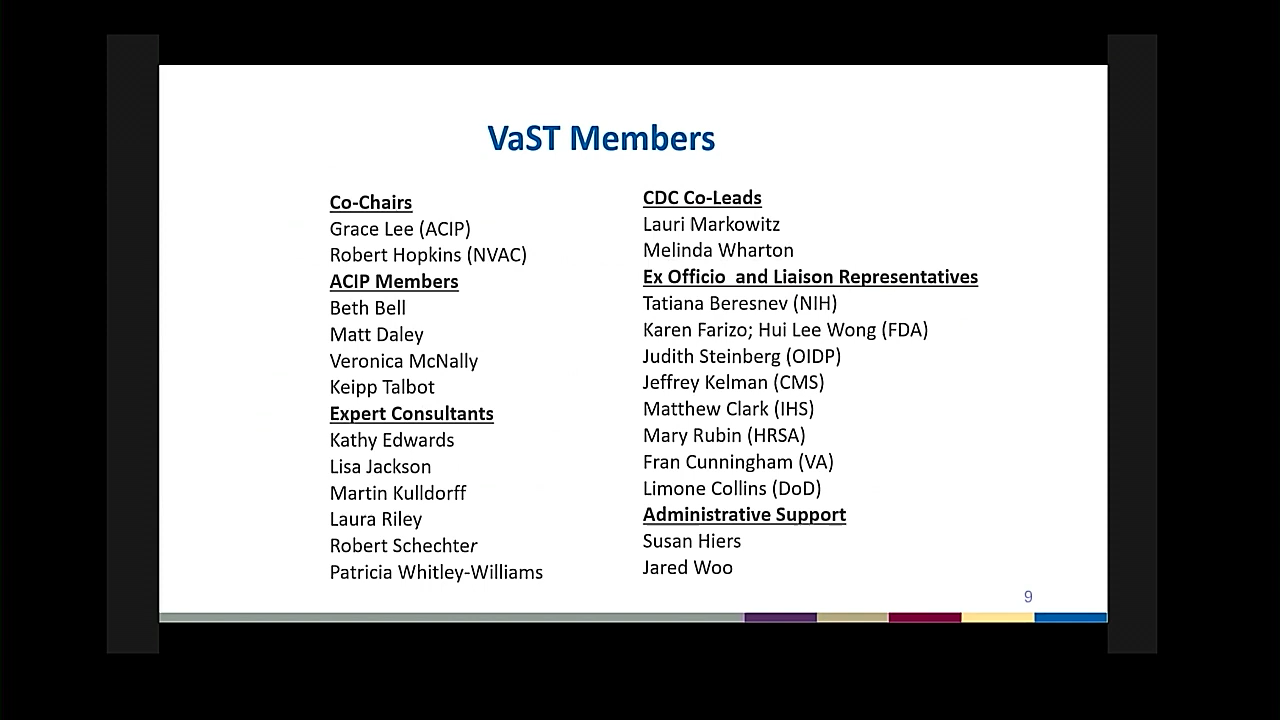 VaST Members
Co-Chairs
Grace Lee (ACIP)
Robert Hopkins (NVAC)
ACIP Members
Beth Bell
Matt Daley
Veronica McNally
Keipp Talbot
Expert Consultants
Kathy Edwards
Lisa Jackson
Martin Kulldorff
Laura Riley
Robert Schechter
Patricia Whitley-Williams
CDC Co-Leads
Lauri Markowitz
Melinda Wharton
Ex Officio and Liaison Representatives
Tatiana Beresnev (NIH)
Karen Farizo; Hui Lee Wong (FDA)
Judith Steinberg (OIDP)
Jeffrey Kelman (CMS)
Matthew Clark (IHS)
Mary Rubin (HRSA)
Fran Cunningham (VA)
Limone Collins (DoD)
Administrative Support
Susan Hiers
Jared Woo
9